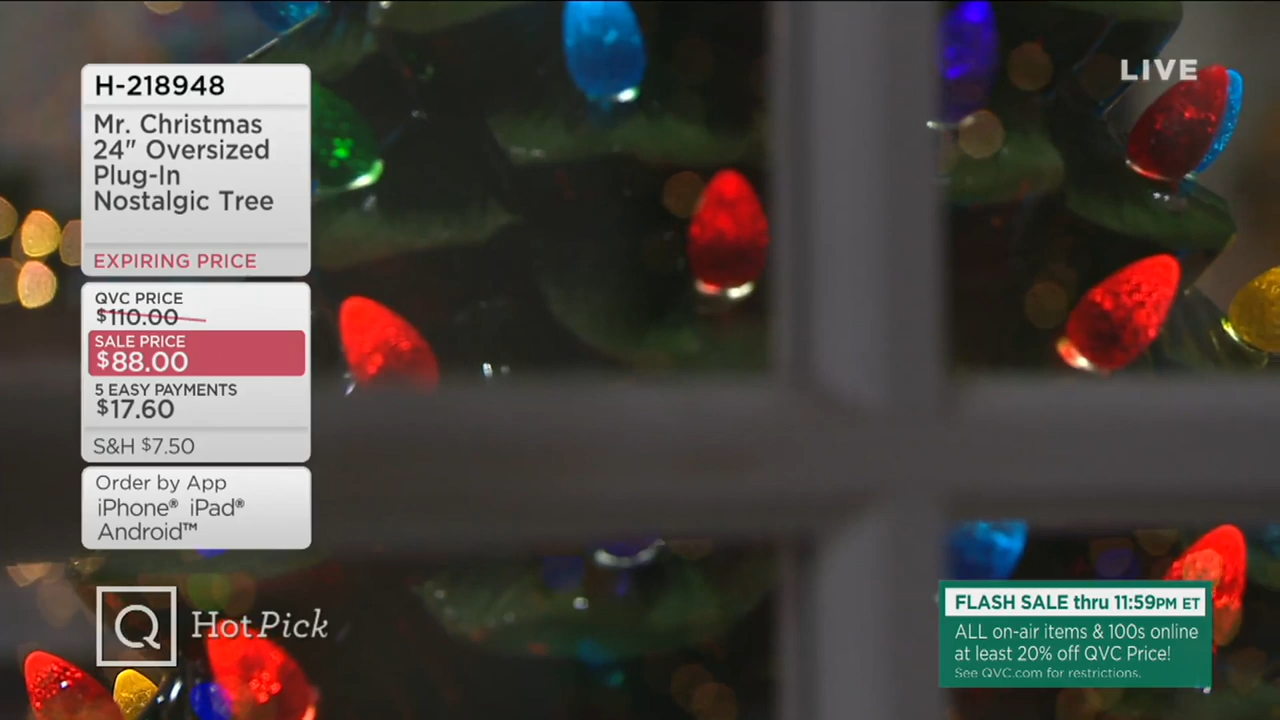 H-218948
Mr. Christmas
24" Oversized
Plug-In
Nostalgic Tree
EXPIRING PRICE
QVC PRICE
$110.00
SALE PRICE
$88.00
5 EASY PAYMENTS
$17.60
S&H $7.50
Order by App
iPhone® iPad®
Android™
Q HotPick
LIVE
FLASH SALE thru 11:59PM ET
ALL on-air items & 100s online
at least 20% off QVC Price!
See QVC.com for restrictions.